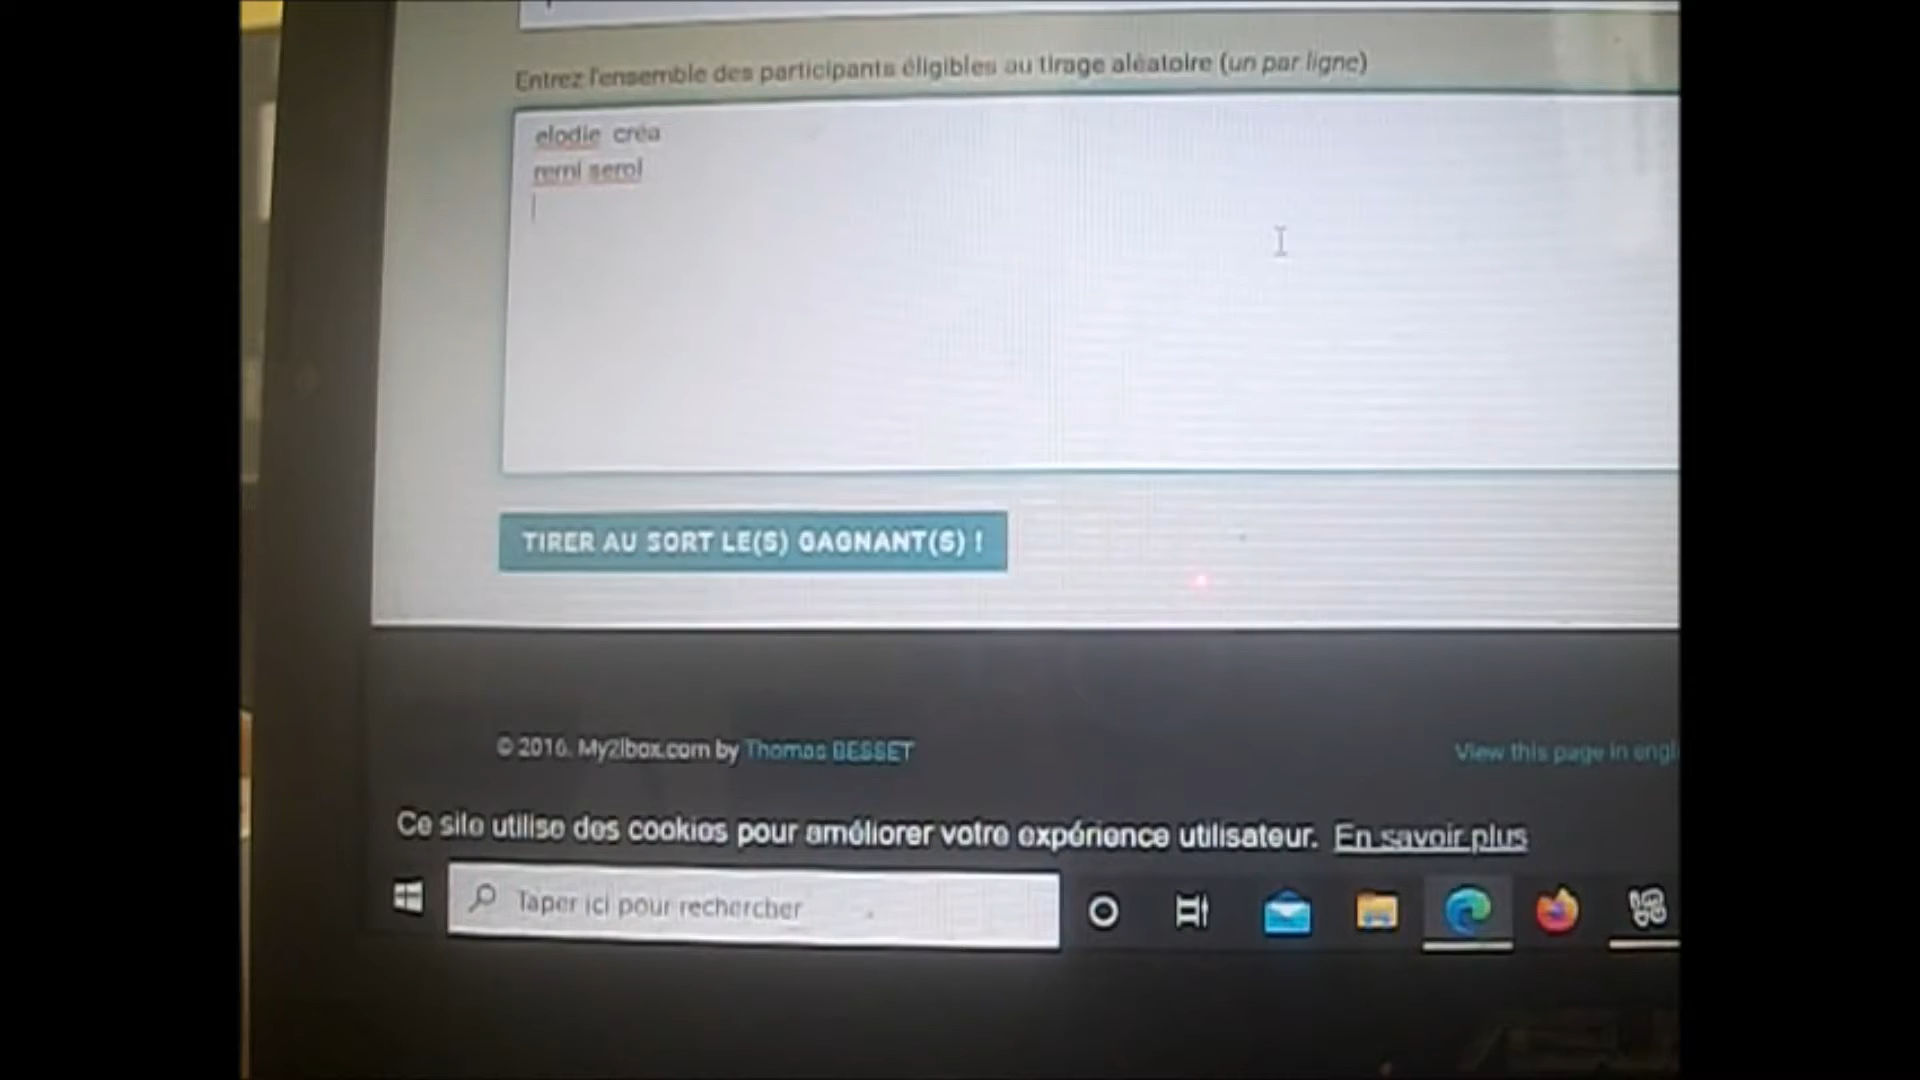 Entrez l'ensemble des participants éligibles au tirage aléatoire (un par ligne)
elodie créa
remi serol
TIRER AU SORT LE(S) GAGNANT(S) !
© 2016. My2lbox.com by Thomas BESSET
View this page in engl
Ce site utilise des cookies pour améliorer votre expérience utilisateur. En savoir plus
Taper ici pour rechercher